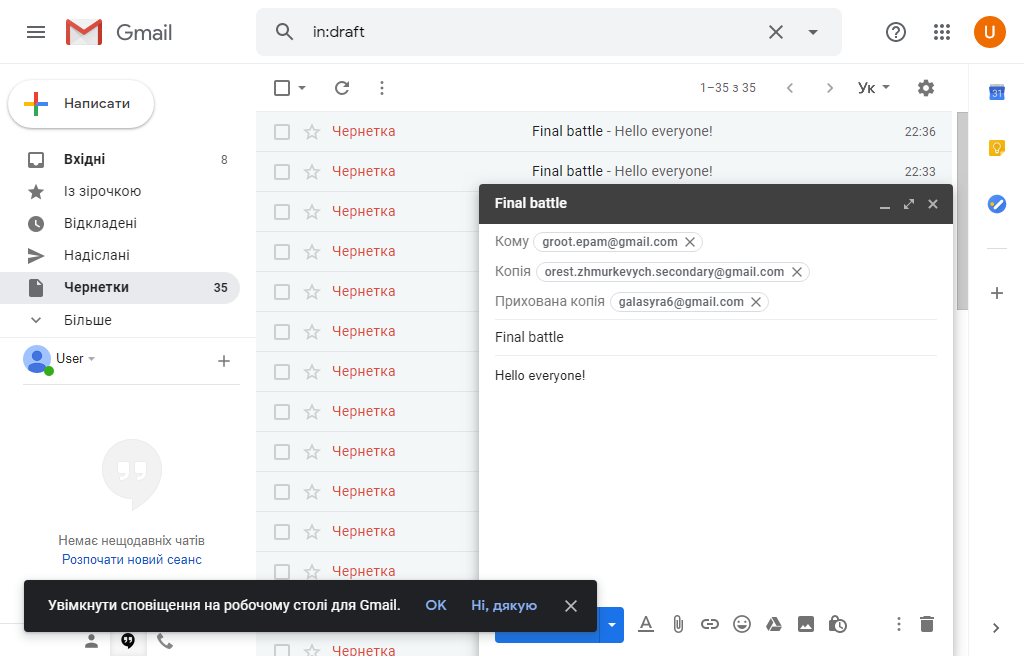 Gmail
in:draft
U
Написати
1–35 з 35
Ук
31
Вхідні 8
Із зірочкою
Відкладені
Надіслані
Чернетки 35
Більше
User
Немає нещодавніх чатів
Розпочати новий сеанс
Чернетка Final battle - Hello everyone! 22:36
Чернетка Final battle - Hello everyone! 22:33
Чернетка
Чернетка
Чернетка
Чернетка
Чернетка
Чернетка
Чернетка
Чернетка
Чернетка
Чернетка
Чернетка
Final battle
Кому groot.epam@gmail.com
Копія orest.zhmurkevych.secondary@gmail.com
Прихована копія galasyra6@gmail.com
Final battle
Hello everyone!
Увімкнути сповіщення на робочому столі для Gmail. OK Ні, дякую